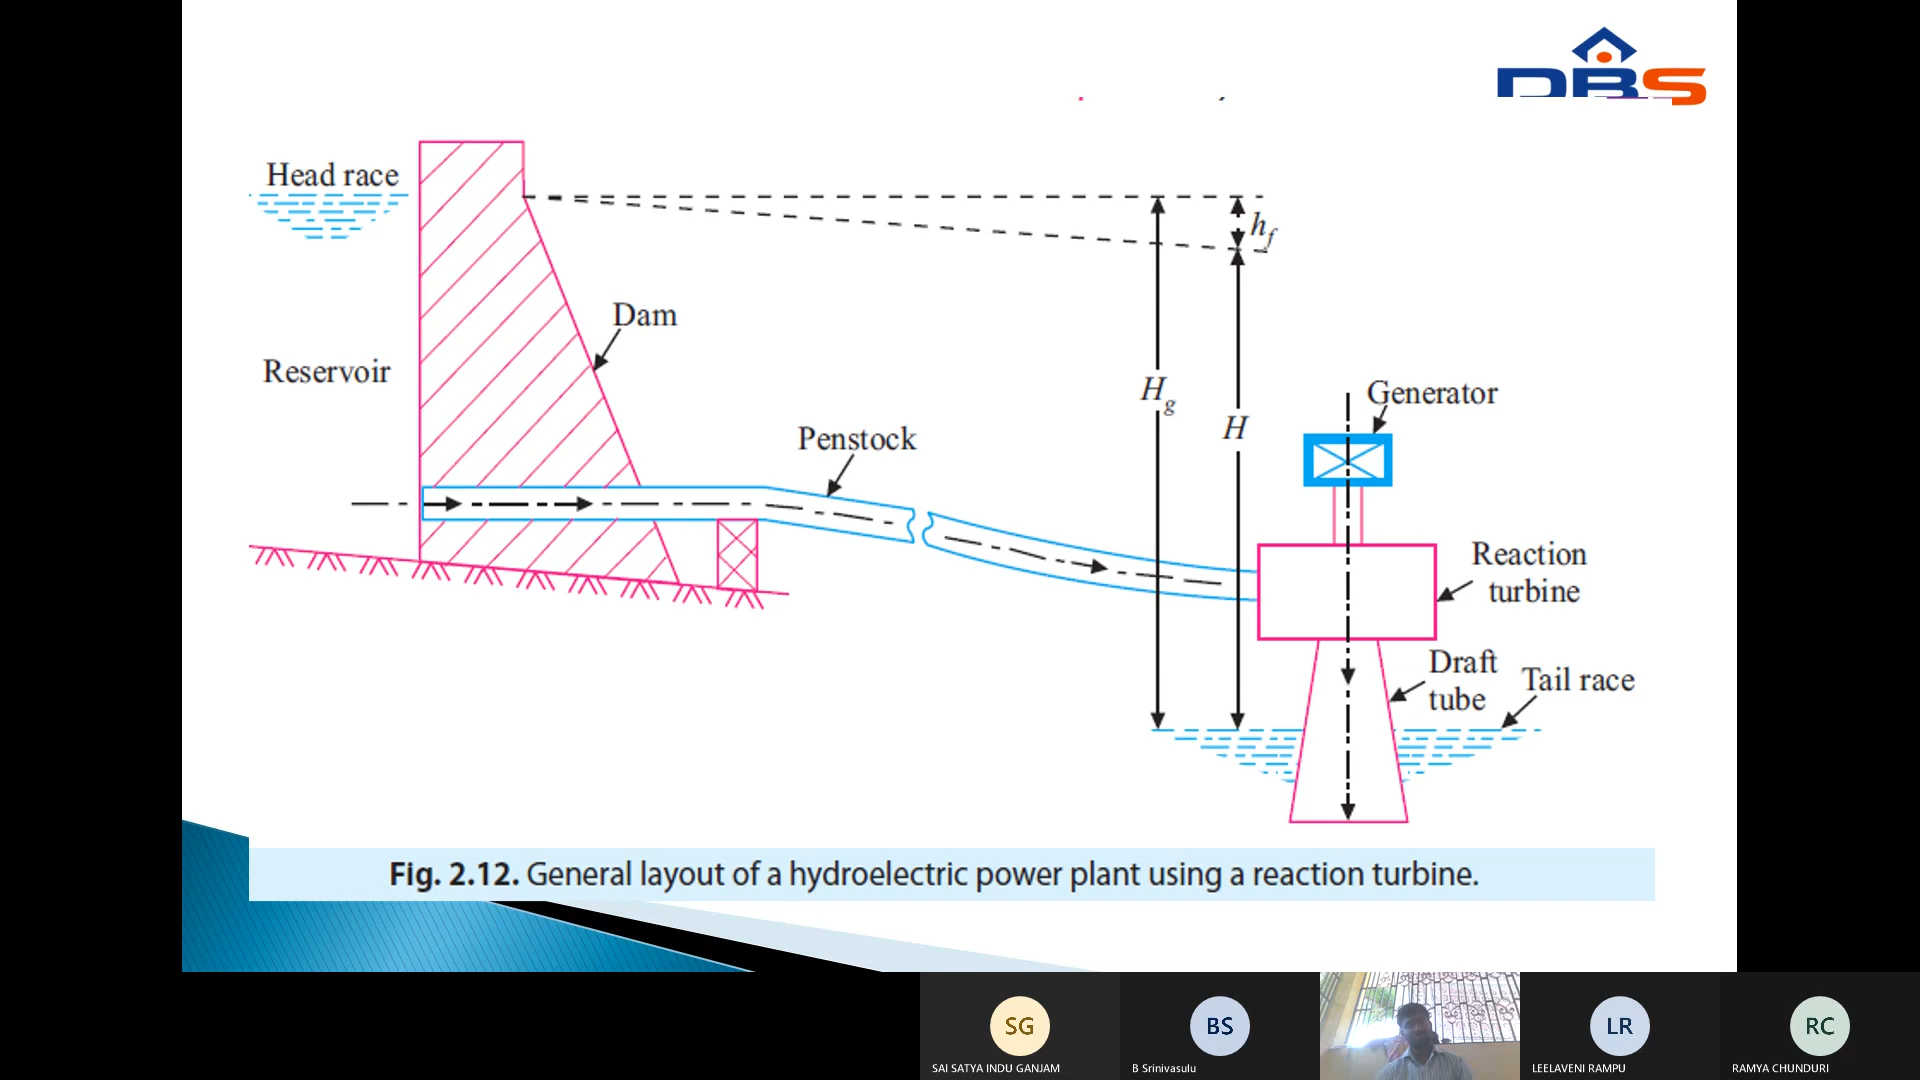 DBS
Head race
h_f
Dam
Reservoir
H_g
Generator
H
Penstock
Reaction
turbine
Draft
tube
Tail race
Fig. 2.12. General layout of a hydroelectric power plant using a reaction turbine.
SG
BS
LR
RC
SAI SATYA INDU GANJAM
B Srinivasulu
LEELAVENI RAMPU
RAMYA CHUNDURI